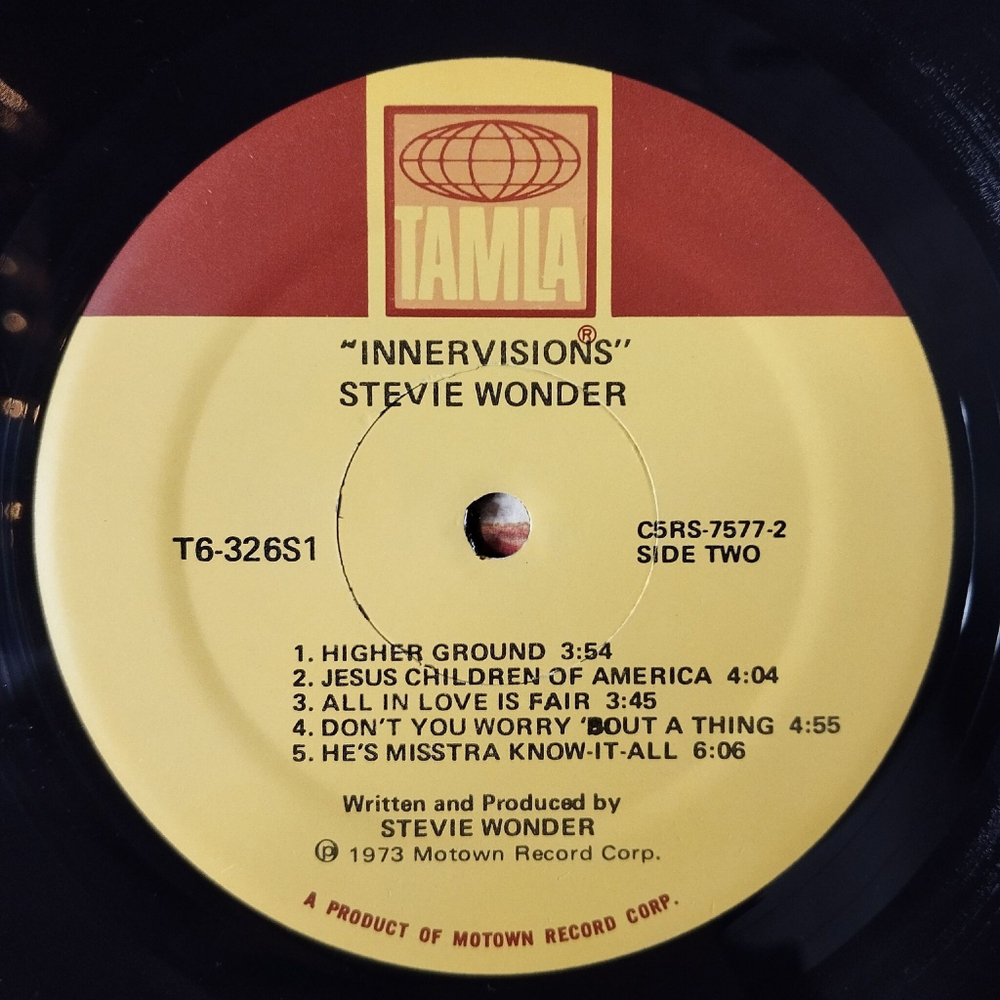 TAMLA
®
"INNERVISIONS"
STEVIE WONDER
T6-326S1
C5RS-7577-2
SIDE TWO
1. HIGHER GROUND 3:54
2. JESUS CHILDREN OF AMERICA 4:04
3. ALL IN LOVE IS FAIR 3:45
4. DON'T YOU WORRY 'BOUT A THING 4:55
5. HE'S MISSTRA KNOW-IT-ALL 6:06
Written and Produced by
STEVIE WONDER
℗ 1973 Motown Record Corp.
A PRODUCT OF MOTOWN RECORD CORP.